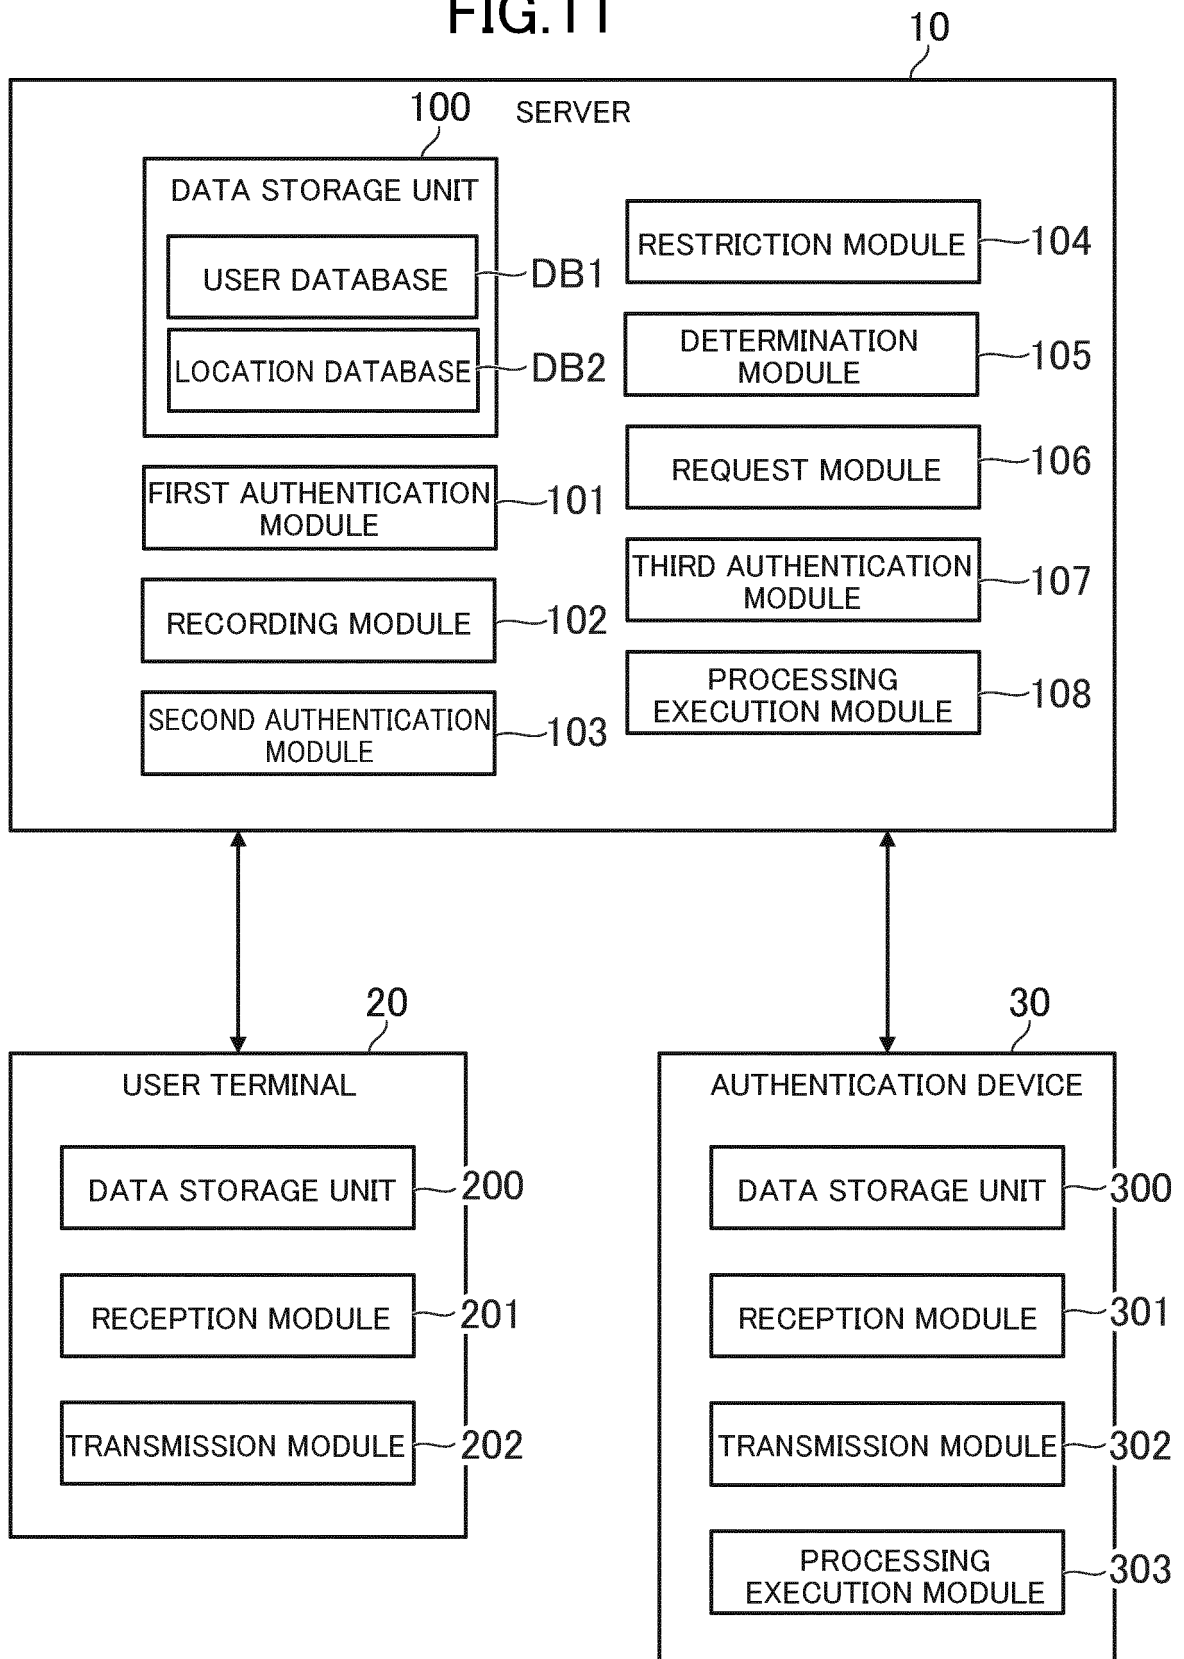 FIG.11
10
SERVER
100
DATA STORAGE UNIT
USER DATABASE
DB1
LOCATION DATABASE
DB2
FIRST AUTHENTICATION
MODULE
101
RECORDING MODULE
102
SECOND AUTHENTICATION
MODULE
103
RESTRICTION MODULE
104
DETERMINATION
MODULE
105
REQUEST MODULE
106
THIRD AUTHENTICATION
MODULE
107
PROCESSING
EXECUTION MODULE
108
20
USER TERMINAL
DATA STORAGE UNIT
200
RECEPTION MODULE
201
TRANSMISSION MODULE
202
30
AUTHENTICATION DEVICE
DATA STORAGE UNIT
300
RECEPTION MODULE
301
TRANSMISSION MODULE
302
PROCESSING
EXECUTION MODULE
303